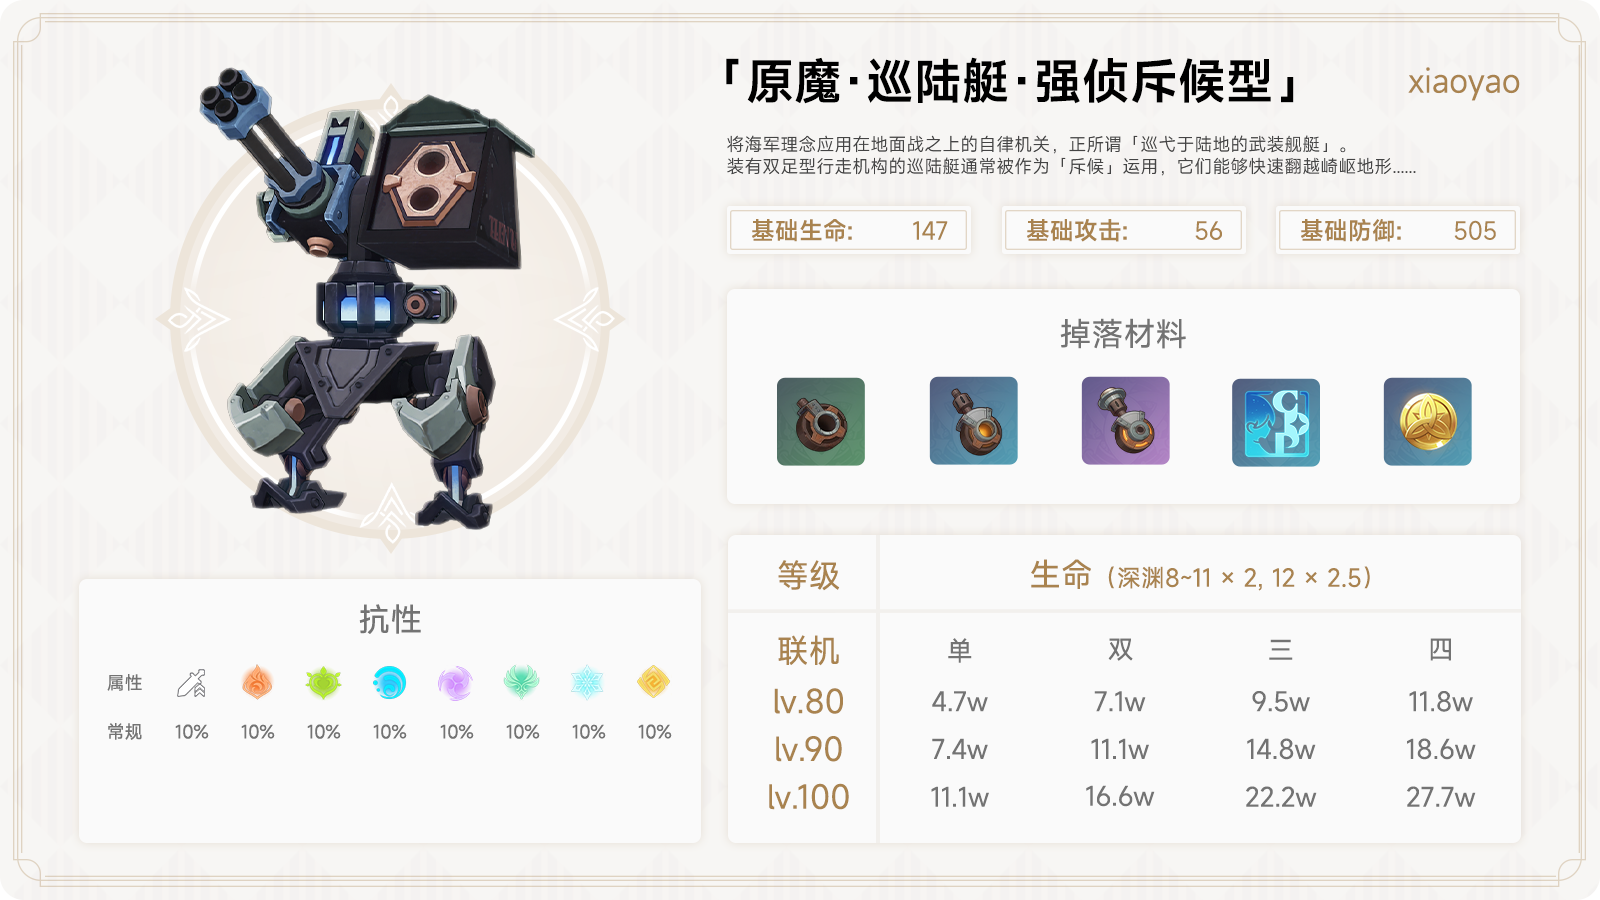 「原魔·巡陆艇·强侦斥候型」
xiaoyao
将海军理念应用在地面战之上的自律机关，正所谓「巡弋于陆地的武装舰艇」。
装有双足型行走机构的巡陆艇通常被作为「斥候」运用，它们能够快速翻越崎岖地形......
基础生命: 147
基础攻击: 56
基础防御: 505
掉落材料
抗性
属性
常规 10% 10% 10% 10% 10% 10% 10% 10%
等级 生命（深渊8~11 × 2, 12 × 2.5）
联机 单 双 三 四
lv.80 4.7w 7.1w 9.5w 11.8w
lv.90 7.4w 11.1w 14.8w 18.6w
lv.100 11.1w 16.6w 22.2w 27.7w